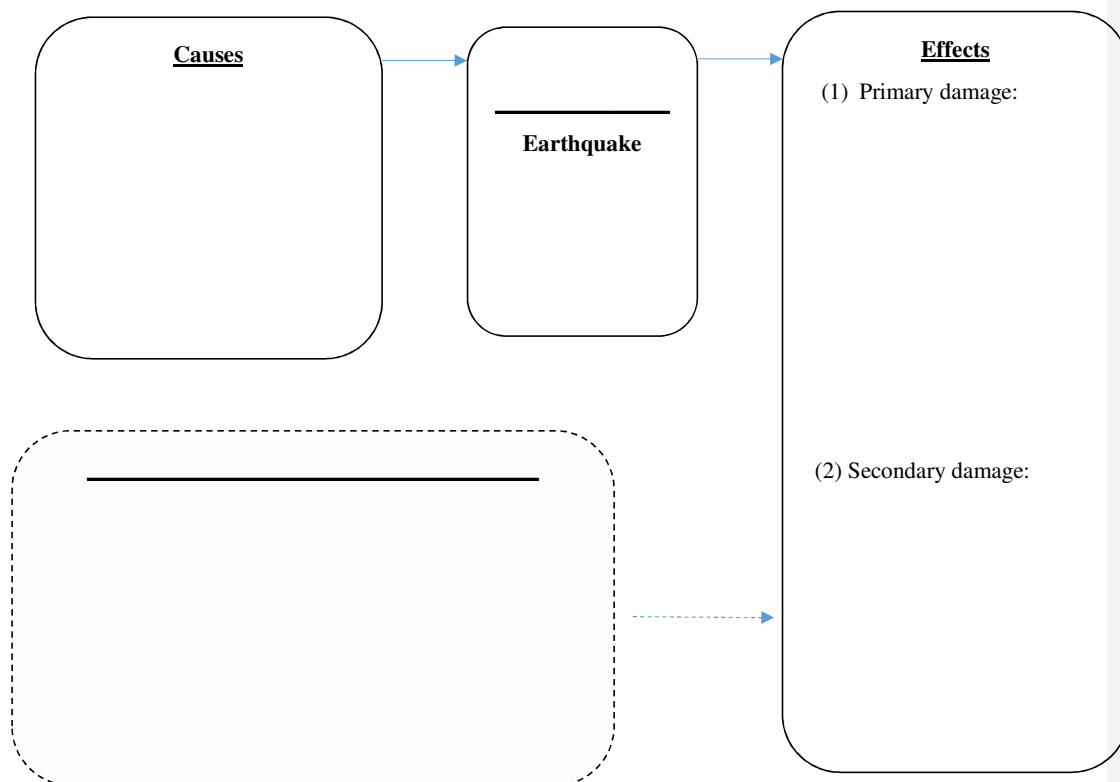 Causes
Earthquake
Effects
(1) Primary damage:
(2) Secondary damage: